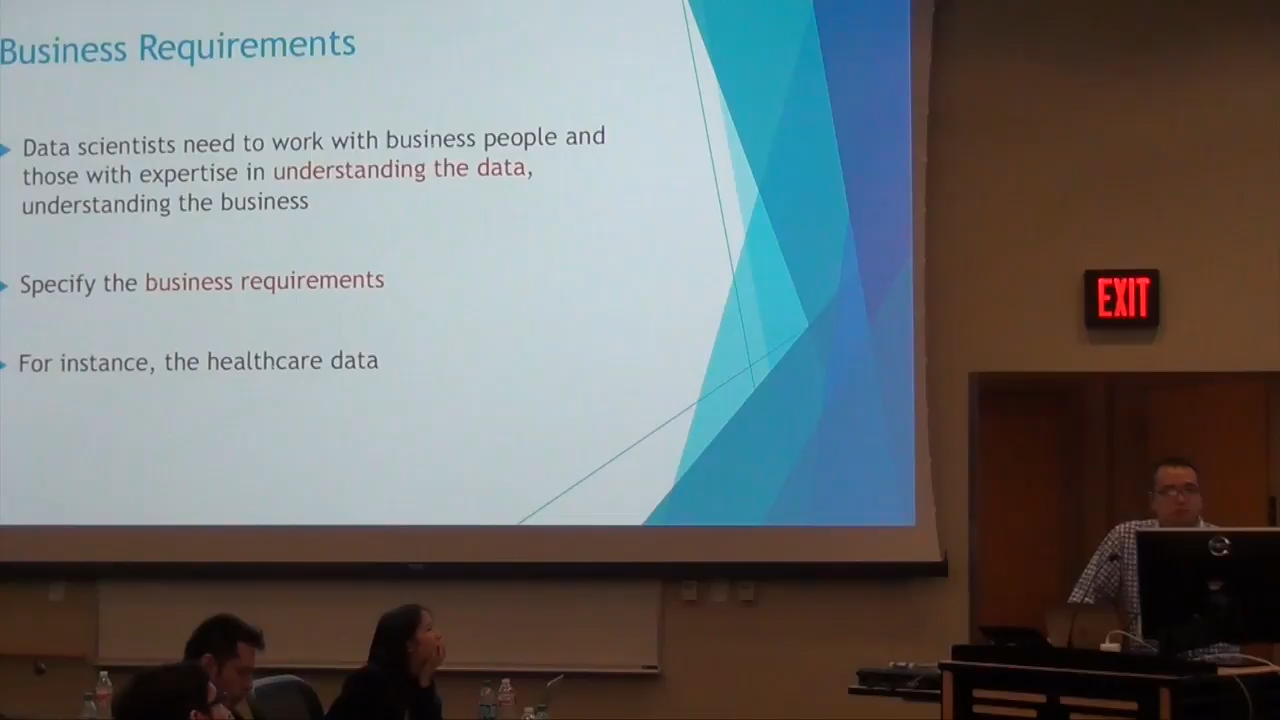 Business Requirements
Data scientists need to work with business people and
those with expertise in understanding the data,
understanding the business
Specify the business requirements
For instance, the healthcare data
EXIT